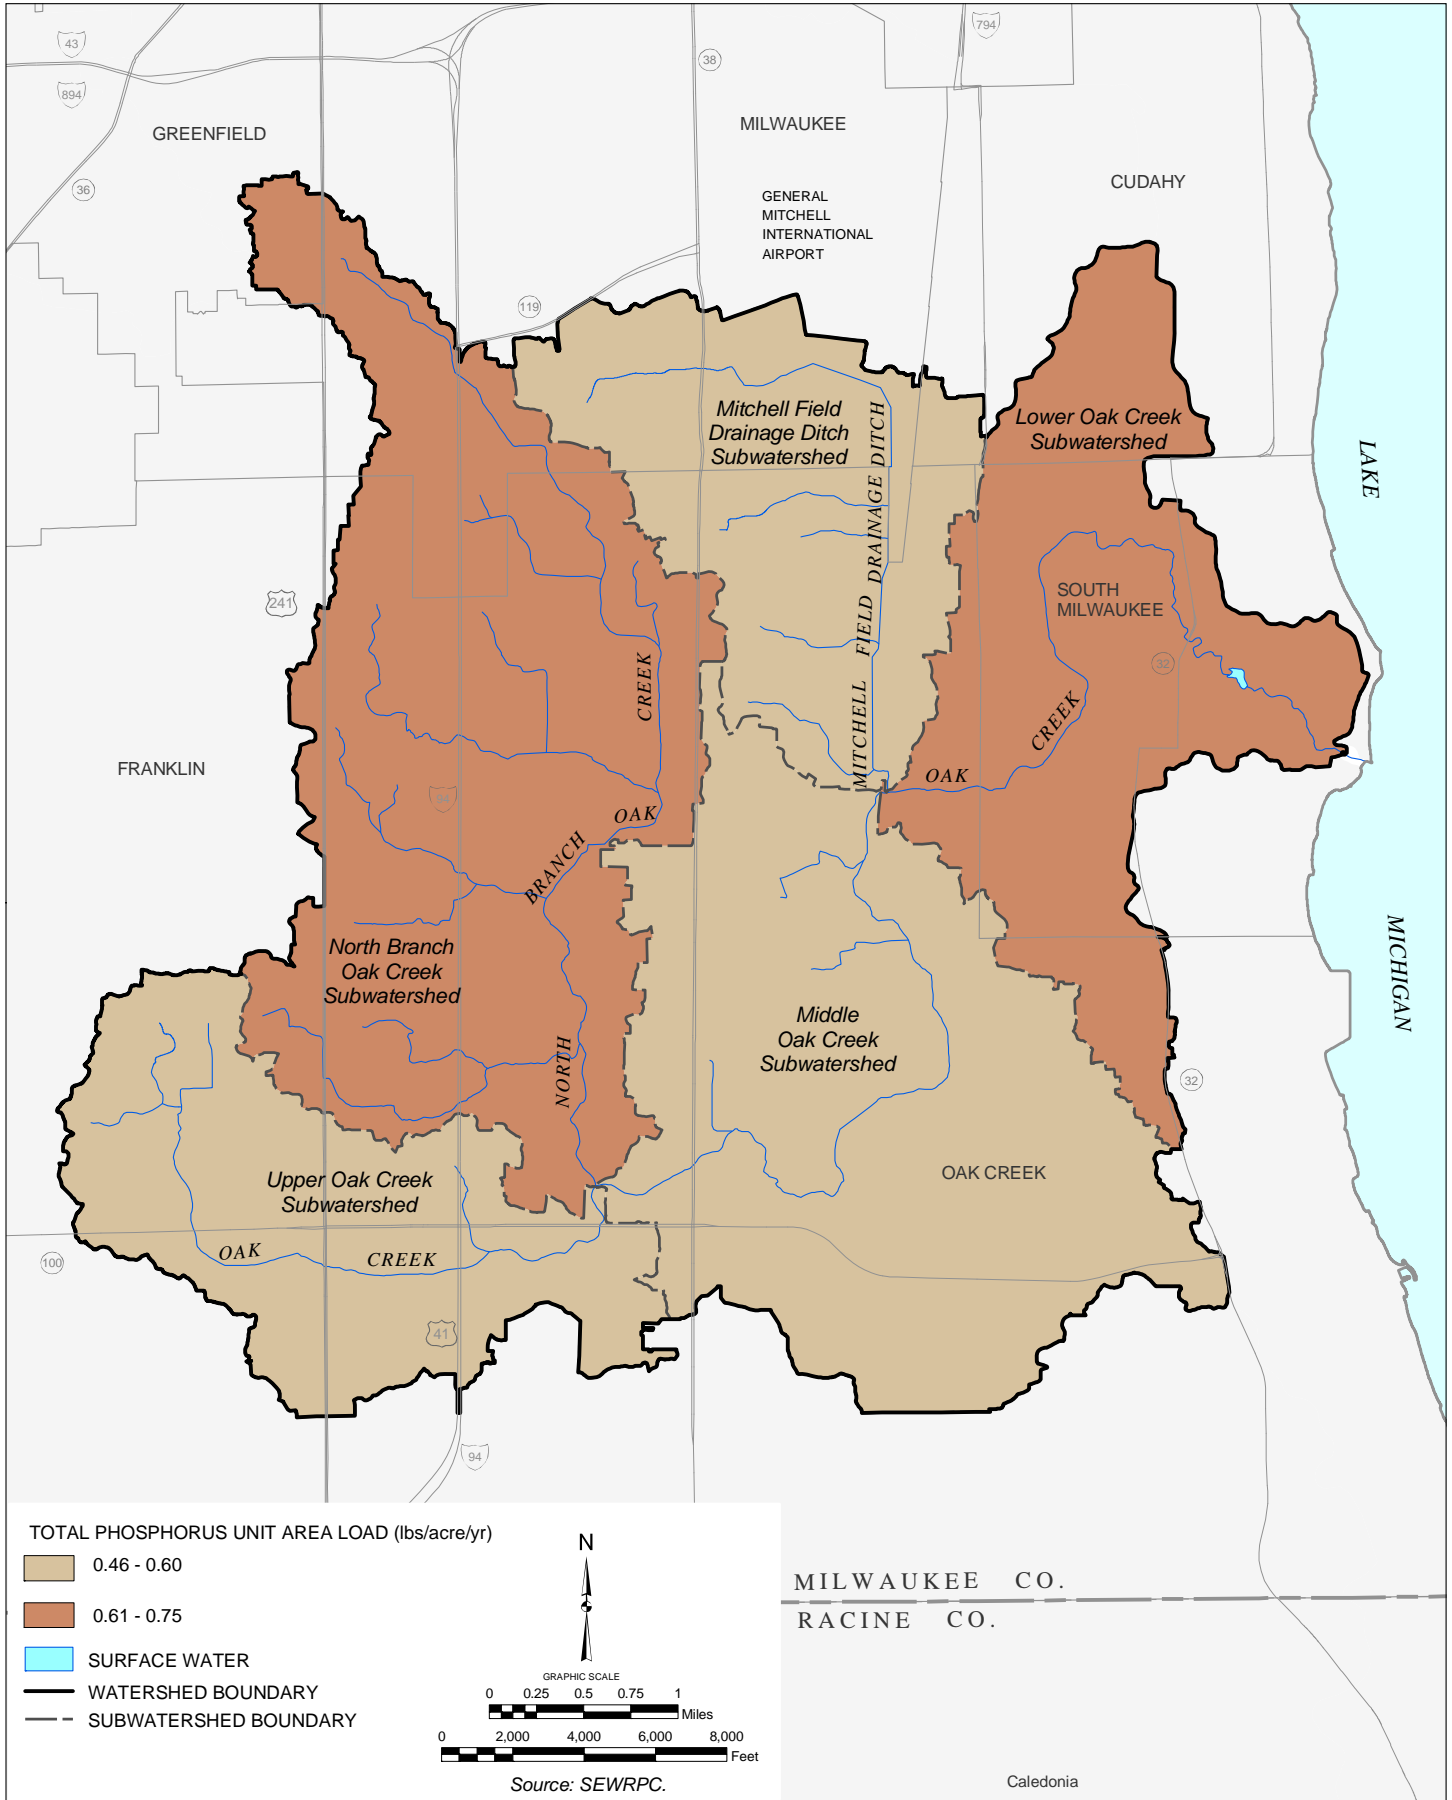 43
894
794
38
MILWAUKEE
GREENFIELD
CUDAHY
36
GENERAL
MITCHELL
INTERNATIONAL
AIRPORT
119
Mitchell Field
Drainage Ditch
Subwatershed
Lower Oak Creek
Subwatershed
LAKE
MITCHELL FIELD DRAINAGE DITCH
SOUTH
MILWAUKEE
241
32
CREEK
CREEK
FRANKLIN
OAK
94
OAK
BRANCH
North Branch
Oak Creek
Subwatershed
MICHIGAN
Middle
Oak Creek
Subwatershed
NORTH
32
OAK CREEK
Upper Oak Creek
Subwatershed
OAK CREEK
100
41
94
TOTAL PHOSPHORUS UNIT AREA LOAD (lbs/acre/yr)
0.46 - 0.60
0.61 - 0.75
SURFACE WATER
WATERSHED BOUNDARY
SUBWATERSHED BOUNDARY
N
GRAPHIC SCALE
0 0.25 0.5 0.75 1
Miles
0 2,000 4,000 6,000 8,000
Feet
Source: SEWRPC.
MILWAUKEE CO.
RACINE CO.
Caledonia